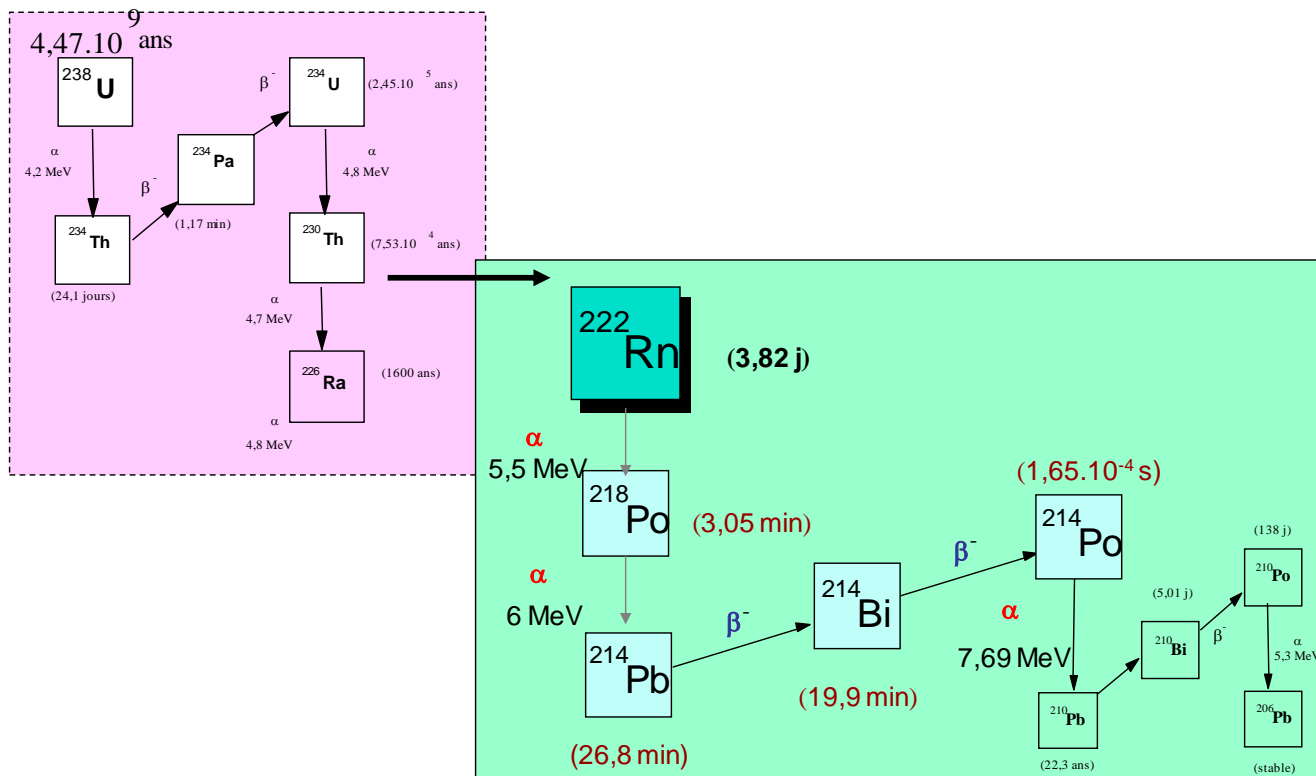 4,47.10 9 ans
238 U
234 U
(2,45.10 5 ans)
β-
α
4,2 MeV
234 Pa
β-
(1,17 min)
α
4,8 MeV
234 Th
(24,1 jours)
230 Th
(7,53.10 4 ans)
α
4,7 MeV
226 Ra
(1600 ans)
α
4,8 MeV
222 Rn
(3,82 j)
α
5,5 MeV
218 Po
(3,05 min)
α
6 MeV
214 Pb
(26,8 min)
β-
214 Bi
(19,9 min)
β-
(1,65.10-4 s)
214 Po
α
7,69 MeV
210 Pb
(22,3 ans)
(5,01 j)
210 Bi
β-
(138 j)
210 Po
α
5,3 MeV
206 Pb
(stable)